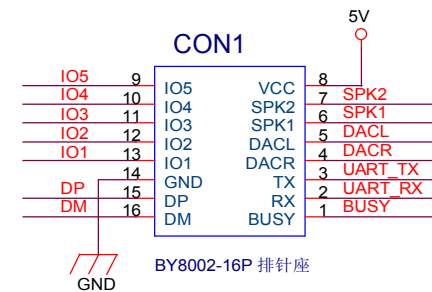 5V
CON1
IO5 9 IO5 VCC 8
IO4 10 IO4 SPK2 7 SPK2
IO3 11 IO3 SPK1 6 SPK1
IO2 12 IO2 DACL 5 DACL
IO1 13 IO1 DACR 4 DACR
14 GND TX 3 UART_TX
DP 15 DP RX 2 UART_RX
DM 16 DM BUSY 1 BUSY
BY8002-16P 排针座
GND